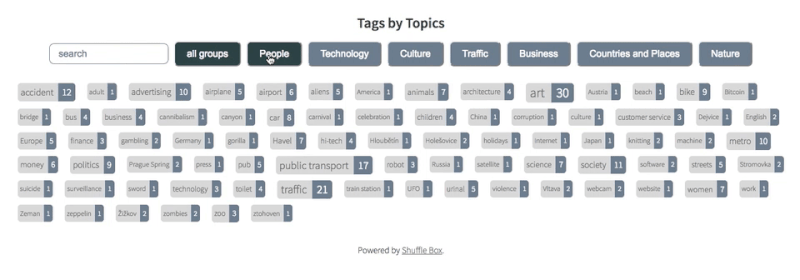 Tags by Topics
search all groups People Technology Culture Traffic Business Countries and Places Nature
accident 12 adult 1 advertising 10 airplane 5 airport 6 aliens 5 America 1 animals 7 architecture 4 art 30 Austria 1 beach 1 bike 9 Bitcoin 1
bridge 1 bus 4 business 4 cannibalism 1 canyon 1 car 8 carnival 1 celebration 1 children 4 China 1 corruption 1 culture 1 customer service 3 Dejvice 1 English 2
Europe 5 finance 3 gambling 2 Germany 1 gorilla 1 Havel 7 hi-tech 4 Hloubětín 1 Holešovice 2 holidays 1 Internet 1 Japan 1 knitting 2 machine 2 metro 10
money 6 politics 9 Prague Spring 2 press 1 pub 5 public transport 17 robot 3 Russia 1 satellite 1 science 7 society 11 software 2 streets 5 Stromovka 2
suicide 1 surveillance 1 sword 1 technology 3 toilet 4 traffic 21 train station 1 UFO 1 urinal 5 violence 1 Vltava 2 webcam 2 website 1 women 7 work 1
Zeman 1 zeppelin 1 Žižkov 2 zombies 2 zoo 3 ztohoven 1
Powered by Shuffle Box.